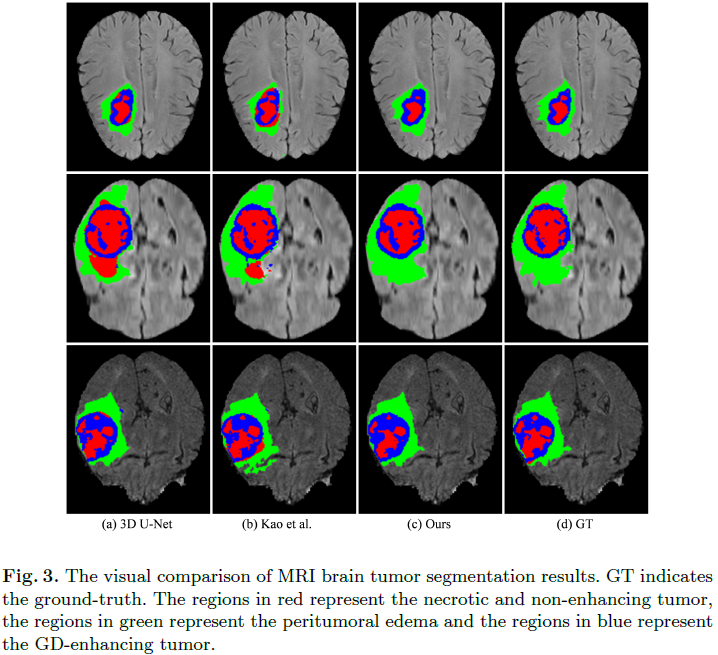 (a) 3D U-Net (b) Kao et al. (c) Ours (d) GT
Fig. 3. The visual comparison of MRI brain tumor segmentation results. GT indicates
the ground-truth. The regions in red represent the necrotic and non-enhancing tumor,
the regions in green represent the peritumoral edema and the regions in blue represent
the GD-enhancing tumor.